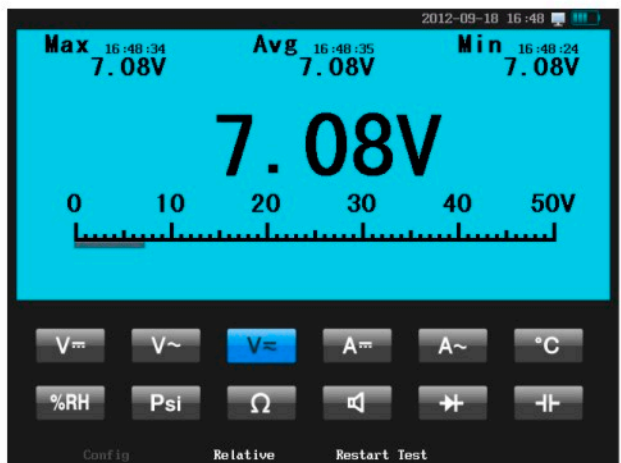 2012-09-18 16:48
Max 16:48:34 Avg 16:48:35 Min 16:48:24
7.08V 7.08V 7.08V
7.08V
0 10 20 30 40 50V
V⎓ V~ V≂ A⎓ A~ °C
%RH Psi Ω
Config Relative Restart Test